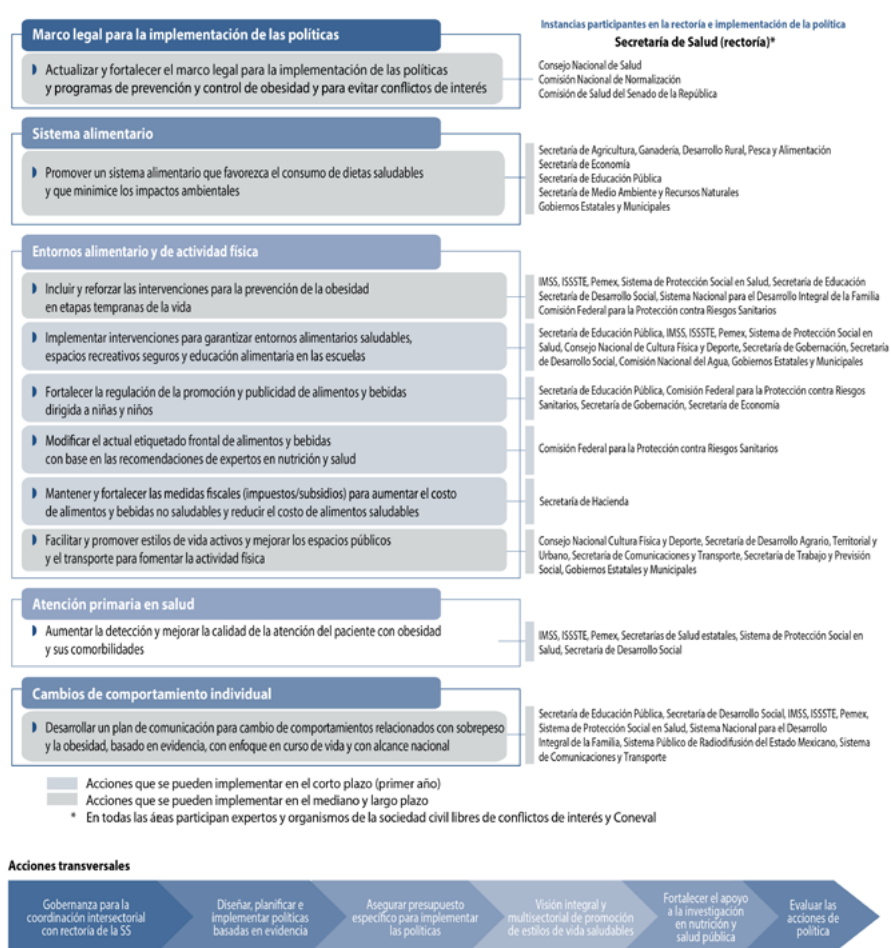 Marco legal para la implementación de las políticas
Actualizar y fortalecer el marco legal para la implementación de las políticas
y programas de prevención y control de obesidad y para evitar conflictos de interés
Instancias participantes en la rectoría e implementación de la política
Secretaría de Salud (rectoría)*
Consejo Nacional de Salud
Comisión Nacional de Normalización
Comisión de Salud del Senado de la República
Sistema alimentario
Promover un sistema alimentario que favorezca el consumo de dietas saludables
y que minimice los impactos ambientales
Secretaría de Agricultura, Ganadería, Desarrollo Rural, Pesca y Alimentación
Secretaría de Economía
Secretaría de Educación Pública
Secretaría de Medio Ambiente y Recursos Naturales
Gobiernos Estatales y Municipales
Entornos alimentario y de actividad física
Incluir y reforzar las intervenciones para la prevención de la obesidad
en etapas tempranas de la vida
IMSS, ISSSTE, Pemex, Sistema de Protección Social en Salud, Secretaría de Educación
Secretaría de Desarrollo Social, Sistema Nacional para el Desarrollo Integral de la Familia
Comisión Federal para la Protección contra Riesgos Sanitarios
Implementar intervenciones para garantizar entornos alimentarios saludables,
espacios recreativos seguros y educación alimentaria en las escuelas
Secretaría de Educación Pública, IMSS, ISSSTE, Pemex, Sistema de Protección Social en
Salud, Consejo Nacional de Cultura Física y Deporte, Secretaría de Gobernación, Secretaría
de Desarrollo Social, Comisión Nacional del Agua, Gobiernos Estatales y Municipales
Fortalecer la regulación de la promoción y publicidad de alimentos y bebidas
dirigida a niñas y niños
Secretaría de Educación Pública, Comisión Federal para la Protección contra Riesgos
Sanitarios, Secretaría de Gobernación, Secretaría de Economía
Modificar el actual etiquetado frontal de alimentos y bebidas
con base en las recomendaciones de expertos en nutrición y salud
Comisión Federal para la Protección contra Riesgos Sanitarios
Mantener y fortalecer las medidas fiscales (impuestos/subsidios) para aumentar el costo
de alimentos y bebidas no saludables y reducir el costo de alimentos saludables
Secretaría de Hacienda
Facilitar y promover estilos de vida activos y mejorar los espacios públicos
y el transporte para fomentar la actividad física
Consejo Nacional Cultura Física y Deporte, Secretaría de Desarrollo Agrario, Territorial y
Urbano, Secretaría de Comunicaciones y Transporte, Secretaría de Trabajo y Previsión
Social, Gobiernos Estatales y Municipales
Atención primaria en salud
Aumentar la detección y mejorar la calidad de la atención del paciente con obesidad
y sus comorbilidades
IMSS, ISSSTE, Pemex, Secretarías de Salud estatales, Sistema de Protección Social en
Salud, Secretaría de Desarrollo Social
Cambios de comportamiento individual
Desarrollar un plan de comunicación para cambio de comportamientos relacionados con sobrepeso
y la obesidad, basado en evidencia, con enfoque en curso de vida y con alcance nacional
Secretaría de Educación Pública, Secretaría de Desarrollo Social, IMSS, ISSSTE, Pemex,
Sistema de Protección Social en Salud, Sistema Nacional para el Desarrollo
Integral de la Familia, Sistema Público de Radiodifusión del Estado Mexicano, Sistema
de Comunicaciones y Transporte
Acciones que se pueden implementar en el corto plazo (primer año)
Acciones que se pueden implementar en el mediano y largo plazo
* En todas las áreas participan expertos y organismos de la sociedad civil libres de conflictos de interés y Coneval
Acciones transversales
Gobernanza para la
coordinación intersectorial
con rectoría de la SS
Diseñar, planificar e
implementar políticas
basadas en evidencia
Asegurar presupuesto
específico para implementar
las políticas
Visión integral y
multisectorial de promoción
de estilos de vida saludables
Fortalecer el apoyo
a la investigación
en nutrición y
salud pública
Evaluar las
acciones de
política